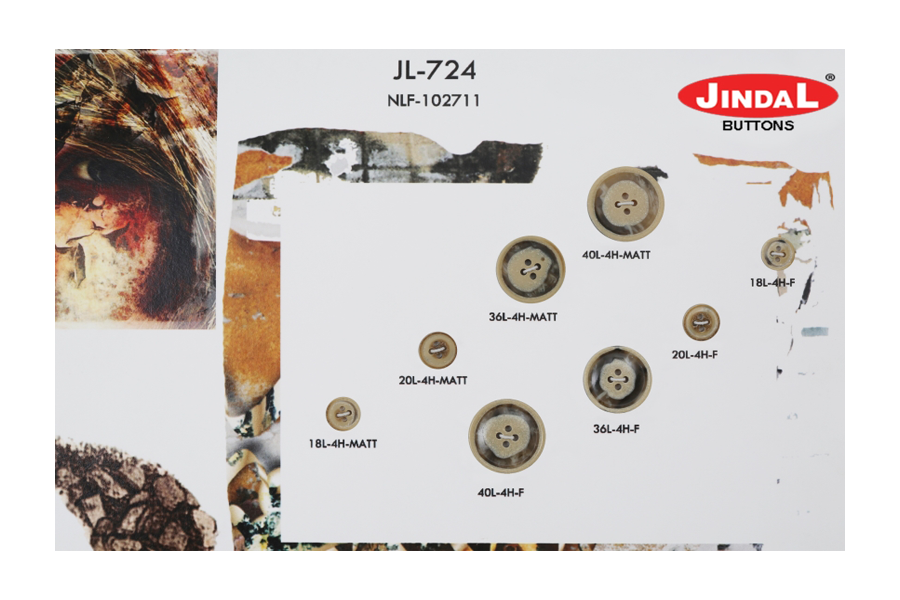 JL-724
NLF-102711
JINDAL®
BUTTONS
40L-4H-MATT
18L-4H-F
36L-4H-MATT
20L-4H-F
20L-4H-MATT
36L-4H-F
18L-4H-MATT
40L-4H-F